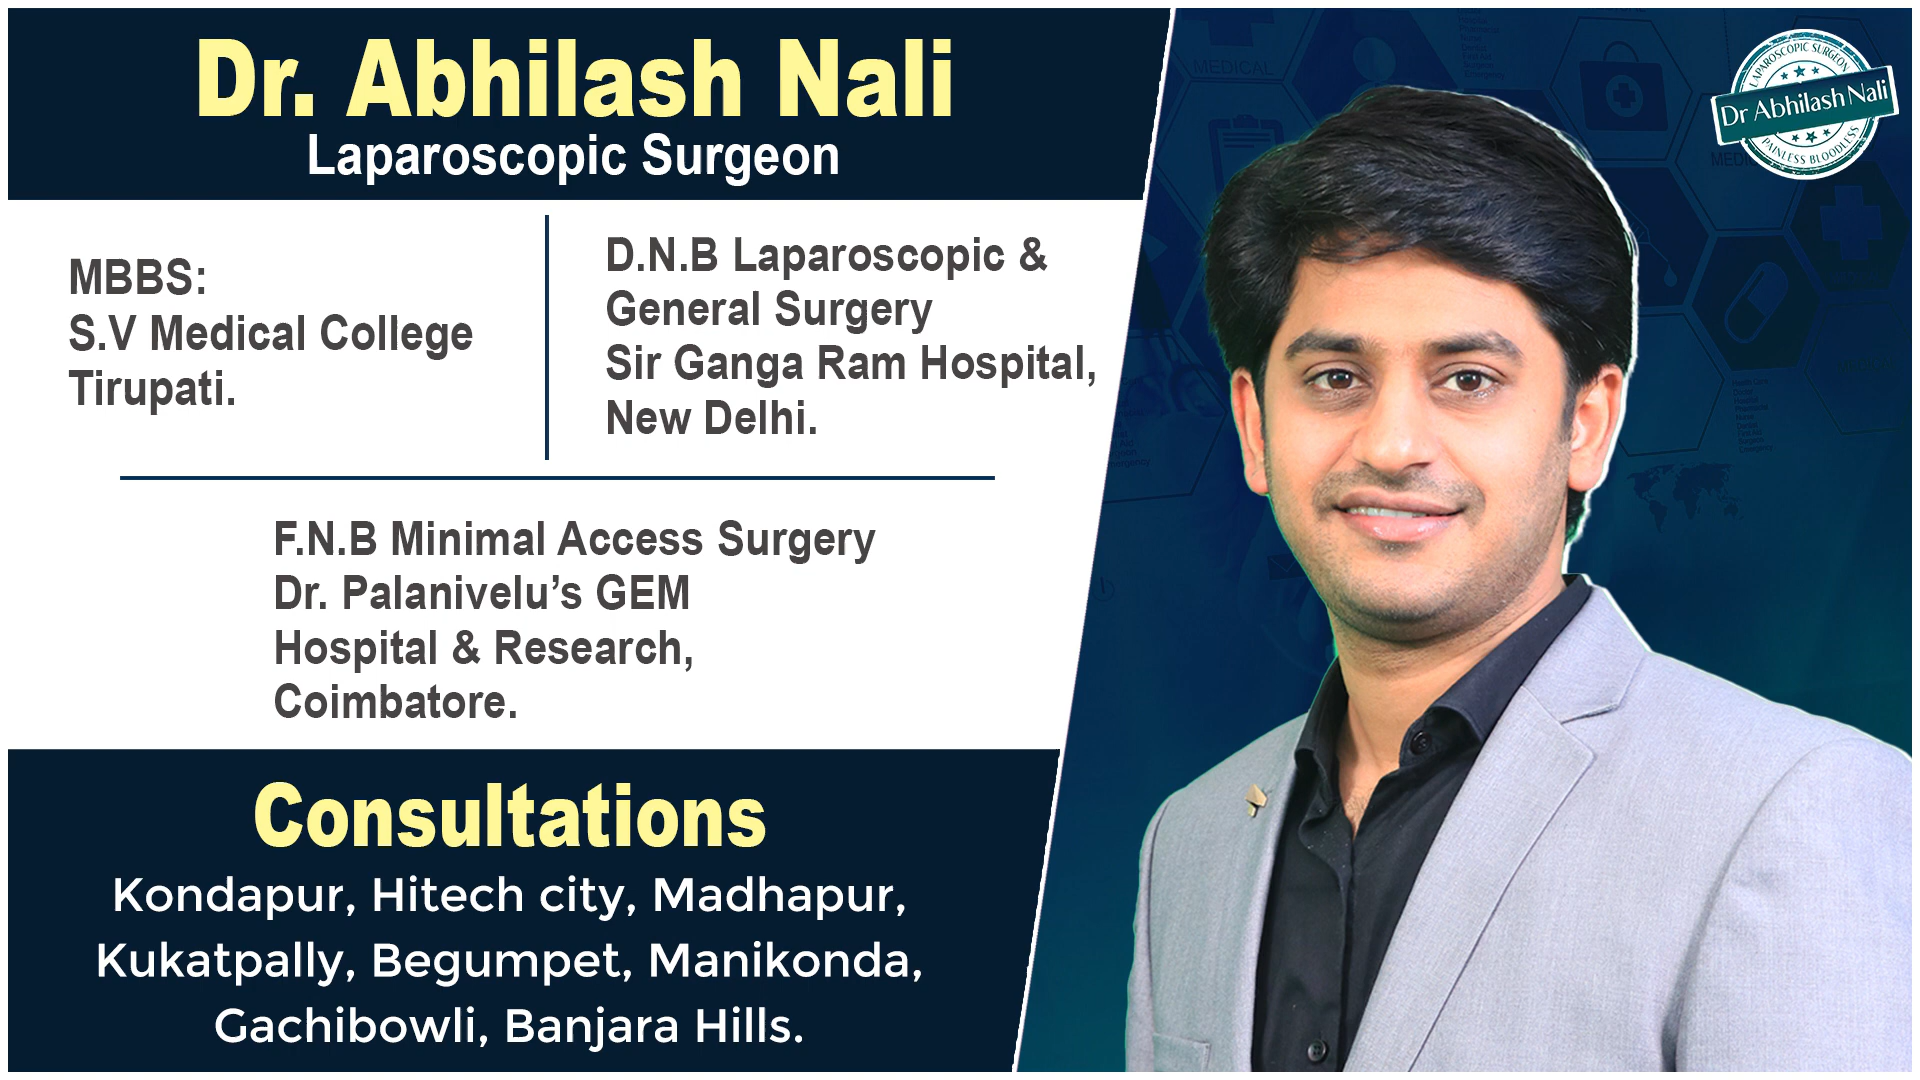 Dr. Abhilash Nali
Laparoscopic Surgeon
MBBS:
S.V Medical College
Tirupati.
D.N.B Laparoscopic &
General Surgery
Sir Ganga Ram Hospital,
New Delhi.
F.N.B Minimal Access Surgery
Dr. Palanivelu’s GEM
Hospital & Research,
Coimbatore.
Consultations
Kondapur, Hitech city, Madhapur,
Kukatpally, Begumpet, Manikonda,
Gachibowli, Banjara Hills.
LAPAROSCOPIC SURGEON
Dr Abhilash Nali
PAINLESS BLOODLESS
MEDICAL